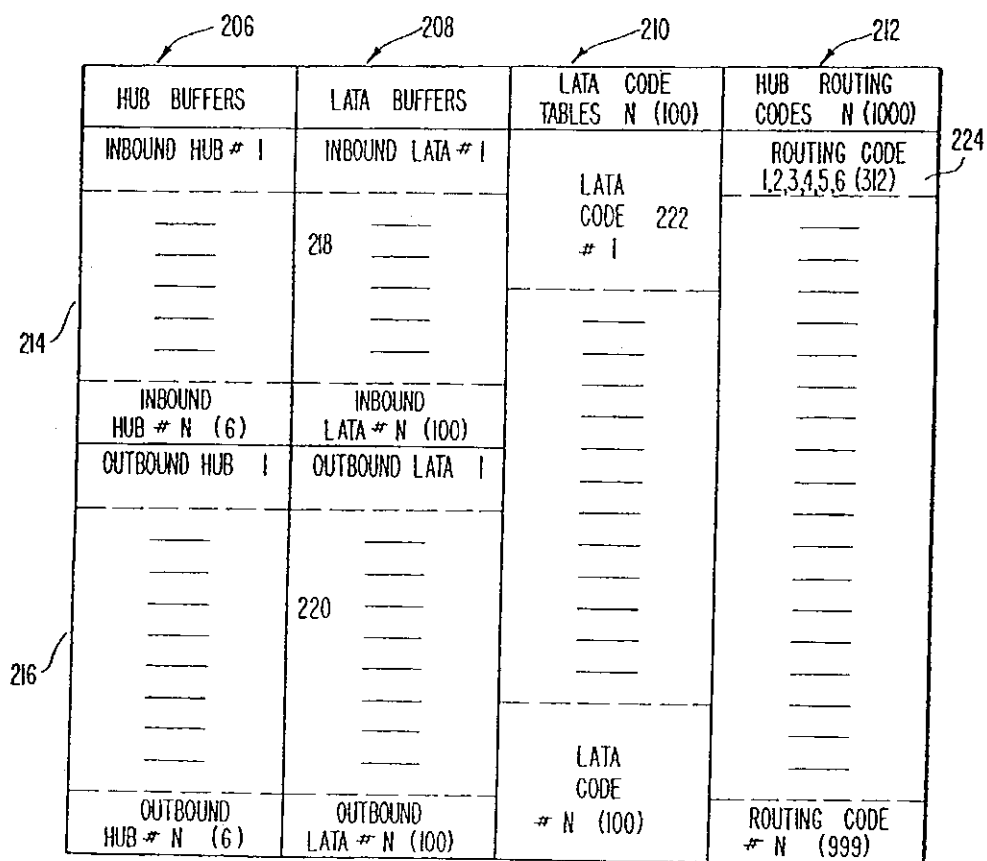 206
208
210
212
HUB BUFFERS
LATA BUFFERS
LATA CODE
TABLES N (100)
HUB ROUTING
CODES N (1000)
INBOUND HUB # 1
INBOUND LATA # 1
LATA
CODE 222
# 1
ROUTING CODE
1,2,3,4,5,6 (312)
224
218
214
INBOUND
HUB # N (6)
INBOUND
LATA # N (100)
OUTBOUND HUB 1
OUTBOUND LATA 1
220
216
LATA
CODE
# N (100)
OUTBOUND
HUB # N (6)
OUTBOUND
LATA # N (100)
ROUTING CODE
# N (999)